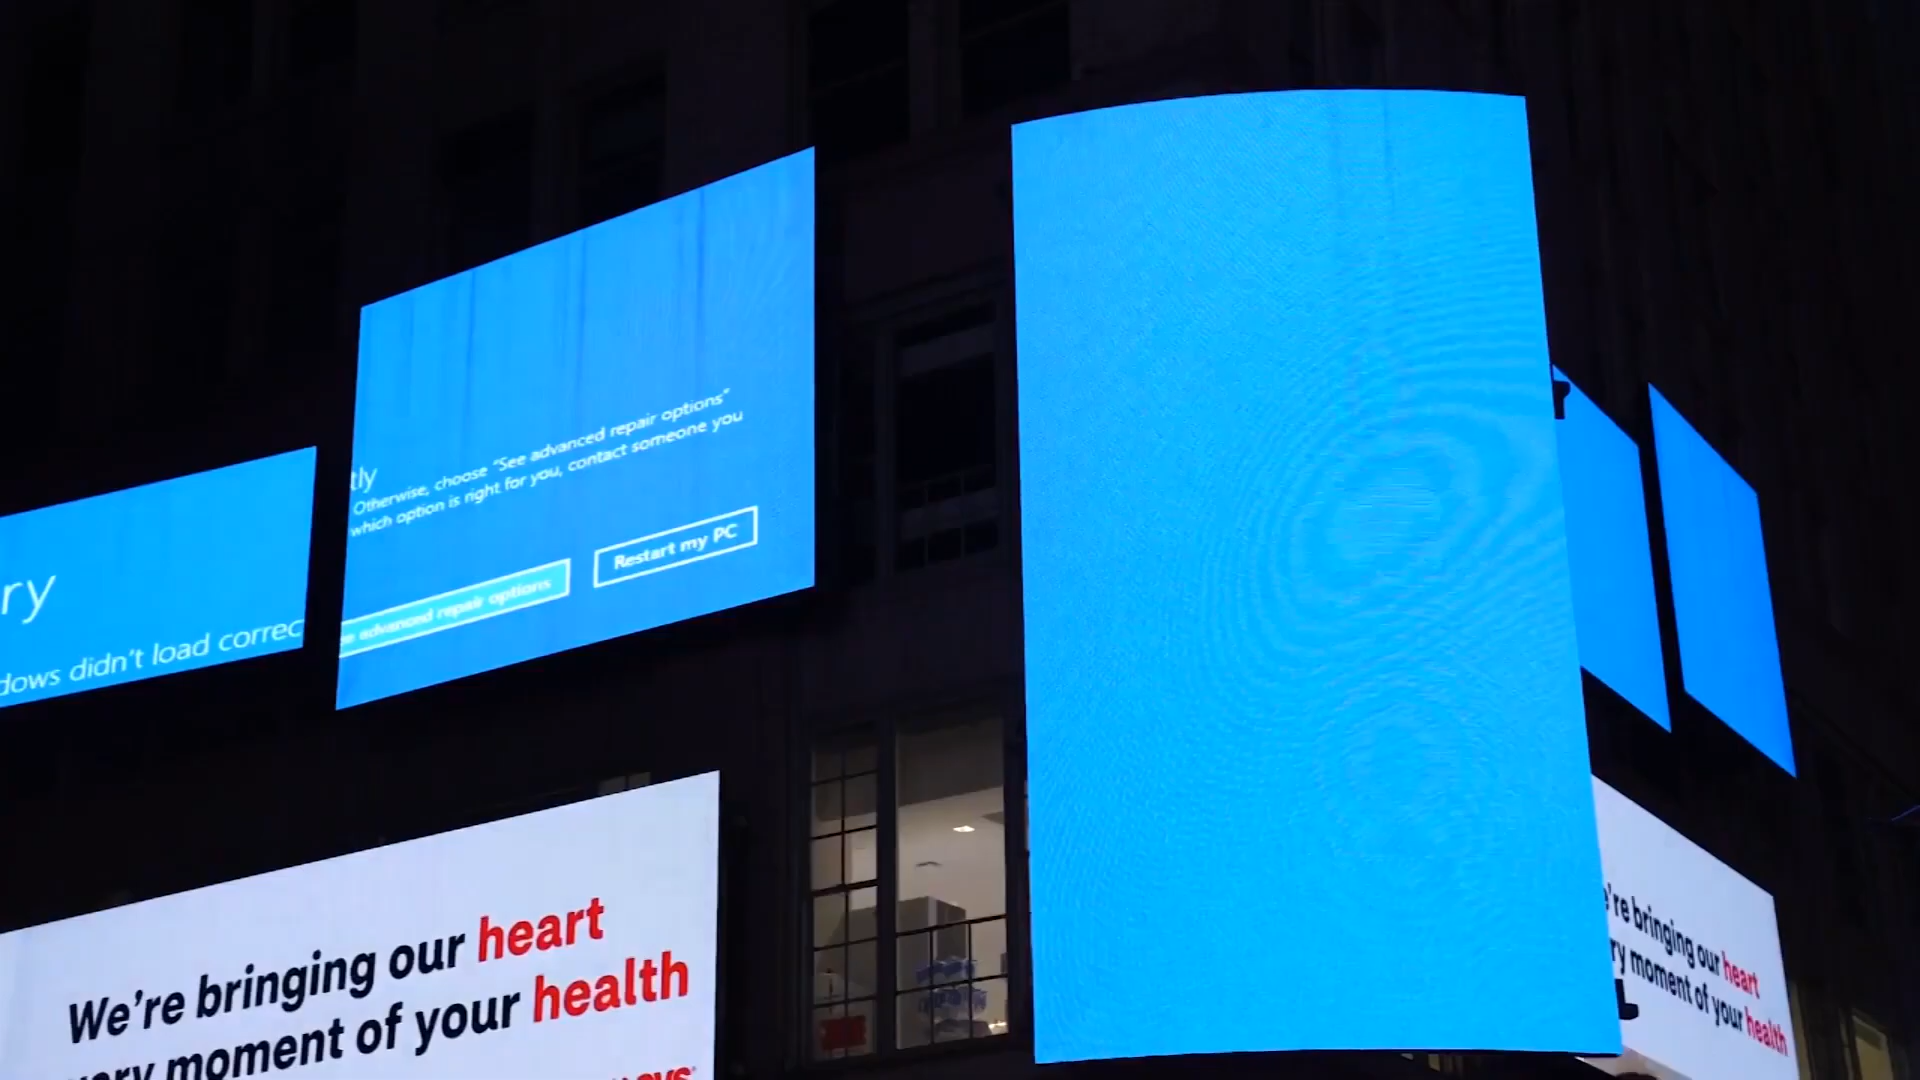 ry
dows didn't load correc
tly
Otherwise, choose "See advanced repair options"
which option is right for you, contact someone you
advanced repair options
Restart my PC
We're bringing our heart
very moment of your health
're bringing our heart
ry moment of your health